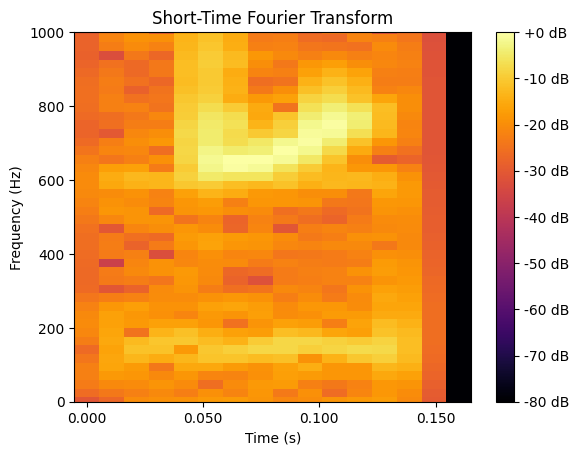 Short-Time Fourier Transform
1000
800
600
400
200
0
Frequency (Hz)
0.000
0.050
0.100
0.150
Time (s)
+0 dB
-10 dB
-20 dB
-30 dB
-40 dB
-50 dB
-60 dB
-70 dB
-80 dB